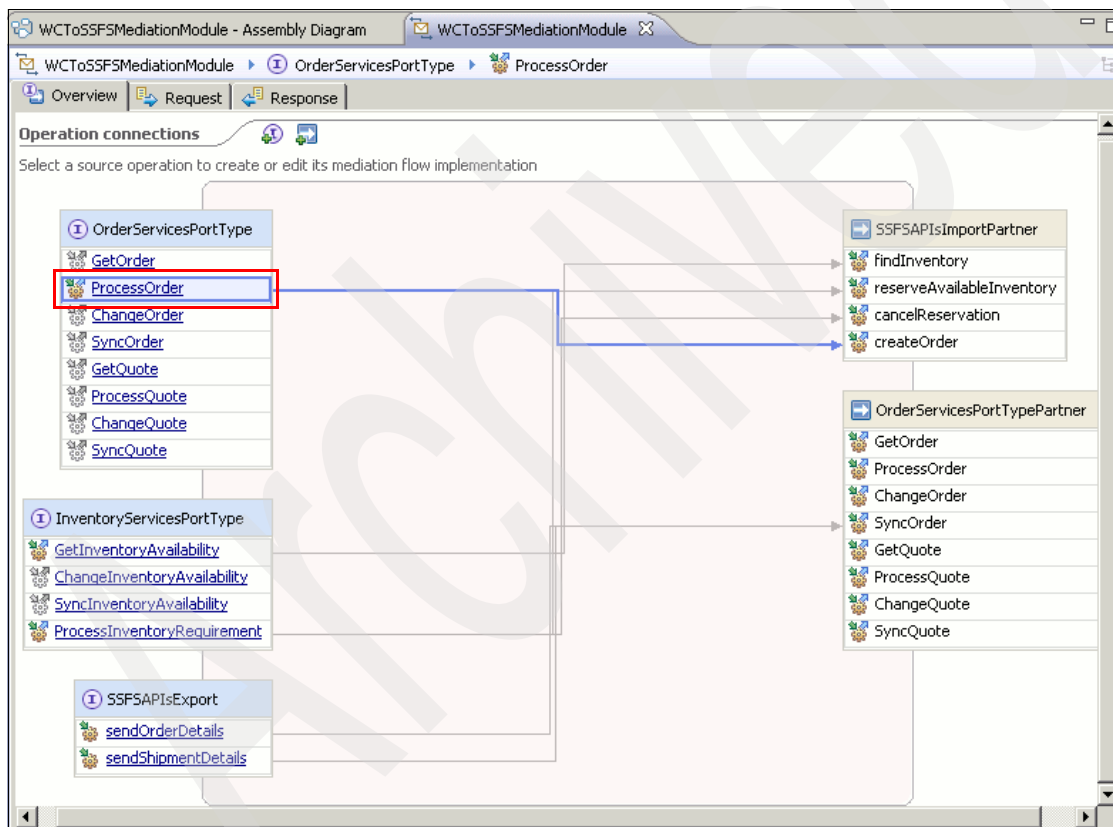 WCToSSFSMediationModule - Assembly Diagram
WCToSSFSMediationModule
WCToSSFSMediationModule
OrderServicesPortType
ProcessOrder
Overview
Request
Response
Operation connections
Select a source operation to create or edit its mediation flow implementation
OrderServicesPortType
GetOrder
ProcessOrder
ChangeOrder
SyncOrder
GetQuote
ProcessQuote
ChangeQuote
SyncQuote
InventoryServicesPortType
GetInventoryAvailability
ChangeInventoryAvailability
SyncInventoryAvailability
ProcessInventoryRequirement
SSFSAPIsExport
sendOrderDetails
sendShipmentDetails
SSFSAPIsImportPartner
findInventory
reserveAvailableInventory
cancelReservation
createOrder
OrderServicesPortTypePartner
GetOrder
ProcessOrder
ChangeOrder
SyncOrder
GetQuote
ProcessQuote
ChangeQuote
SyncQuote
Archived